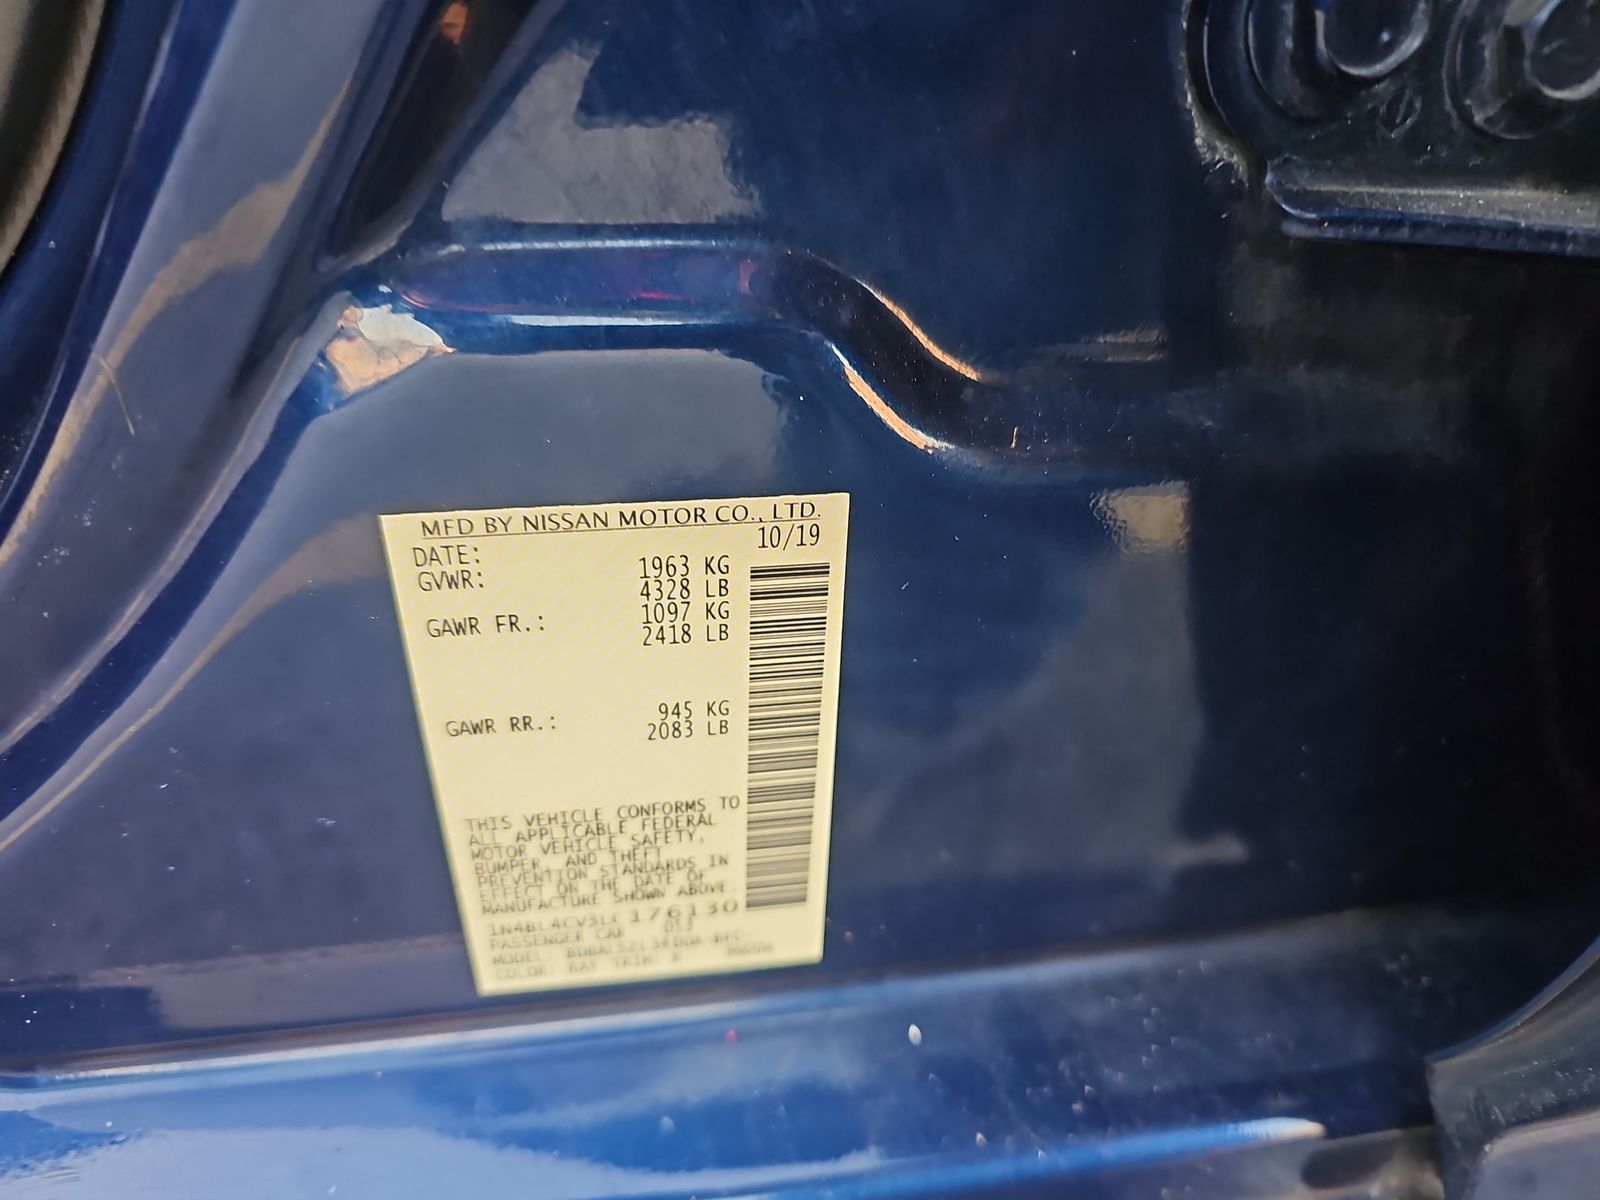 MFD BY NISSAN MOTOR CO., LTD.
DATE: 10/19
GVWR: 1963 KG
4328 LB
GAWR FR.: 1097 KG
2418 LB
GAWR RR.: 945 KG
2083 LB
THIS VEHICLE CONFORMS TO
ALL APPLICABLE FEDERAL
MOTOR VEHICLE SAFETY,
BUMPER, AND THEFT
PREVENTION STANDARDS IN
EFFECT ON THE DATE OF
MANUFACTURE SHOWN ABOVE.
1N4BL4CV3LC176130
PASSENGER CAR 053
MODEL:
COLOR: RAY TRIM: